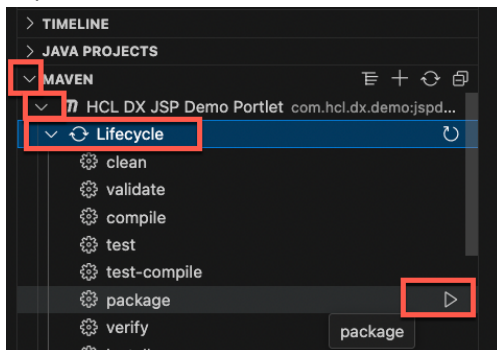 TIMELINE
JAVA PROJECTS
MAVEN
HCL DX JSP Demo Portlet com.hcl.dx.demo:jspd...
Lifecycle
clean
validate
compile
test
test-compile
package
verify
package